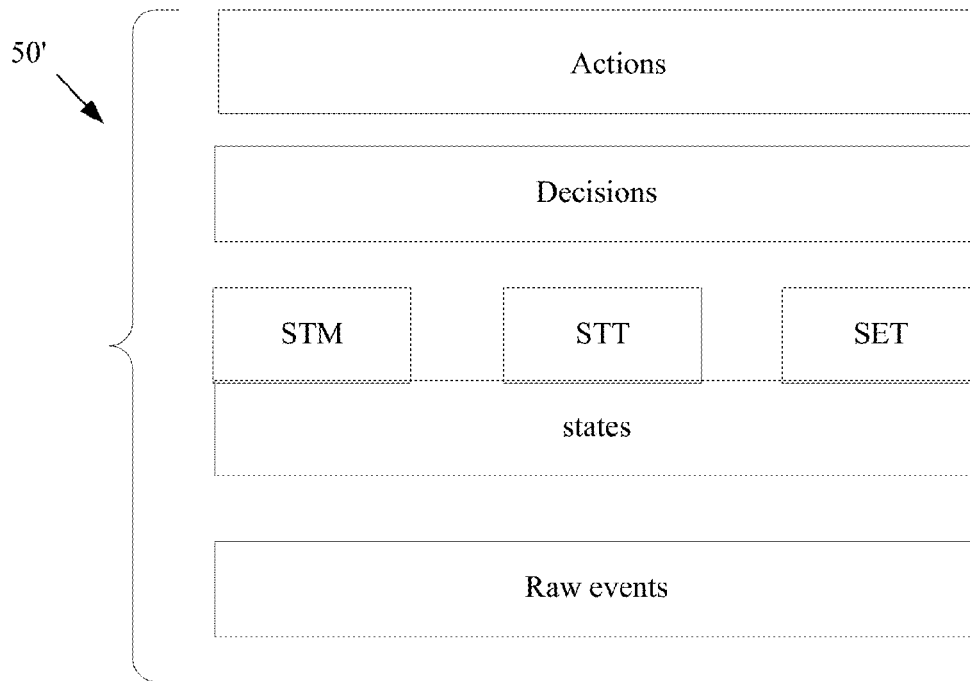 50'
Actions
Decisions
STM STT SET
states
Raw events